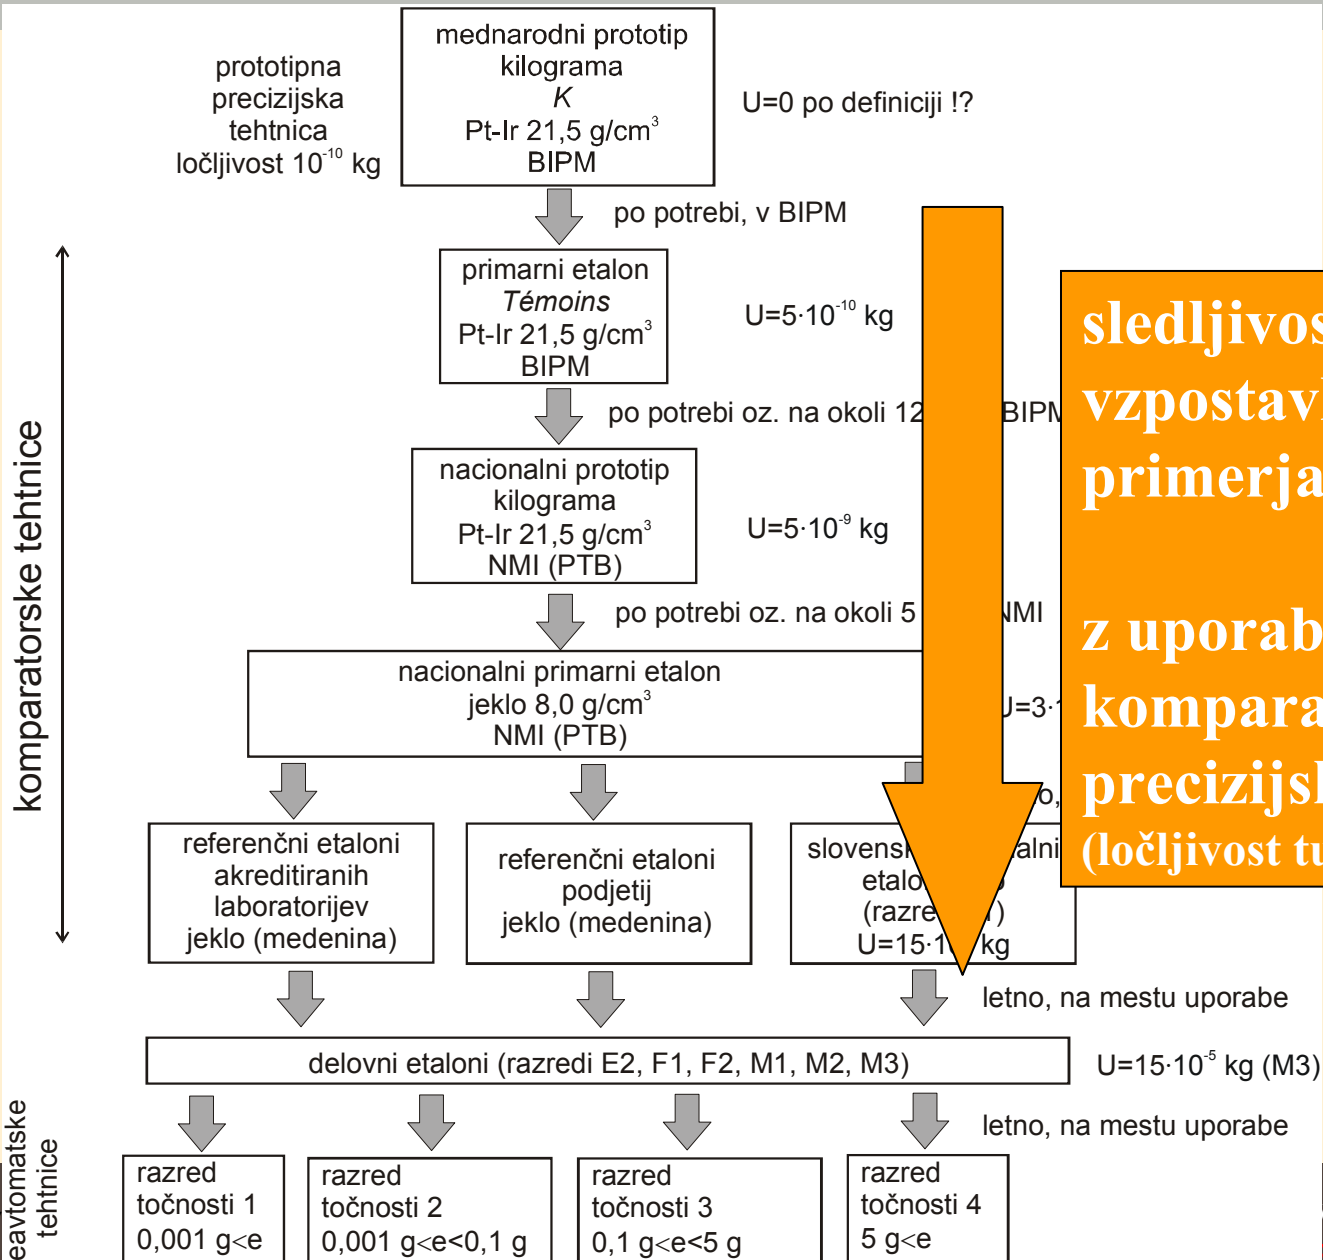 mednarodni prototip
kilograma
K
Pt-Ir 21,5 g/cm³
BIPM
prototipna
precizijska
tehtnica
ločljivost 10⁻¹⁰ kg
U=0 po definiciji !?
po potrebi, v BIPM
komparatorske tehtnice
primarni etalon
Témoins
Pt-Ir 21,5 g/cm³
BIPM
U=5·10⁻¹⁰ kg
po potrebi oz. na okoli 12 BIPM
nacionalni prototip
kilograma
Pt-Ir 21,5 g/cm³
NMI (PTB)
U=5·10⁻⁹ kg
po potrebi oz. na okoli 5 NMI
nacionalni primarni etalon
jeklo 8,0 g/cm³
NMI (PTB)
z uporab
primerja
referenčni etaloni
akreditiranih
laboratorijev
jeklo (medenina)
referenčni etaloni
podjetij
jeklo (medenina)
(ločljivost
letno, na mestu uporabe
delovni etaloni (razredi E2, F1, F2, M1, M2, M3)
U=15·10⁻⁵ kg (M3)
letno, na mestu uporabe
tehtnice
razred
točnosti 1
0,001 g<e
razred
točnosti 2
0,001 g<e<0,1 g
razred
točnosti 3
0,1 g<e<5 g
razred
točnosti 4
5 g<e